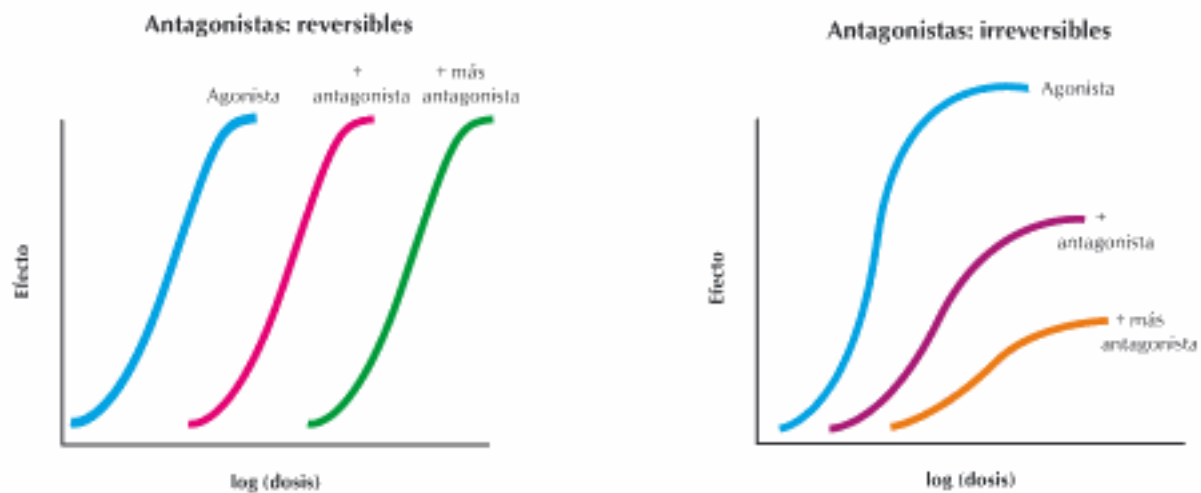 Antagonistas: reversibles
Agonista
+
antagonista
+ más
antagonista
Efecto
log (dosis)
Antagonistas: irreversibles
Agonista
+
antagonista
+ más
antagonista
Efecto
log (dosis)